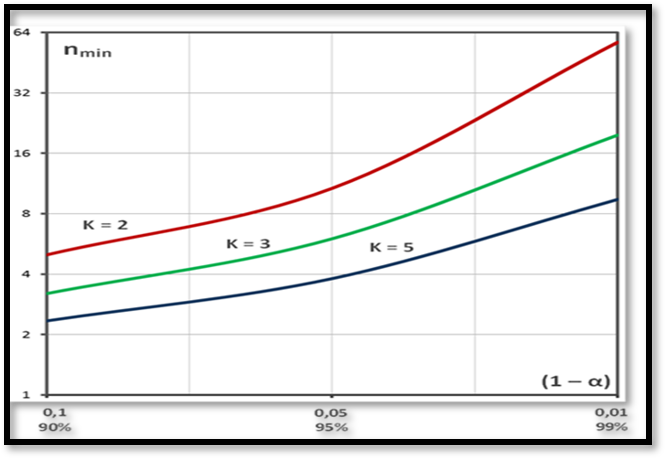 64
n min
32
16
8
K = 2
K = 3
K = 5
4
2
(1 – α)
1
0,1
0,05
0,01
90%
95%
99%